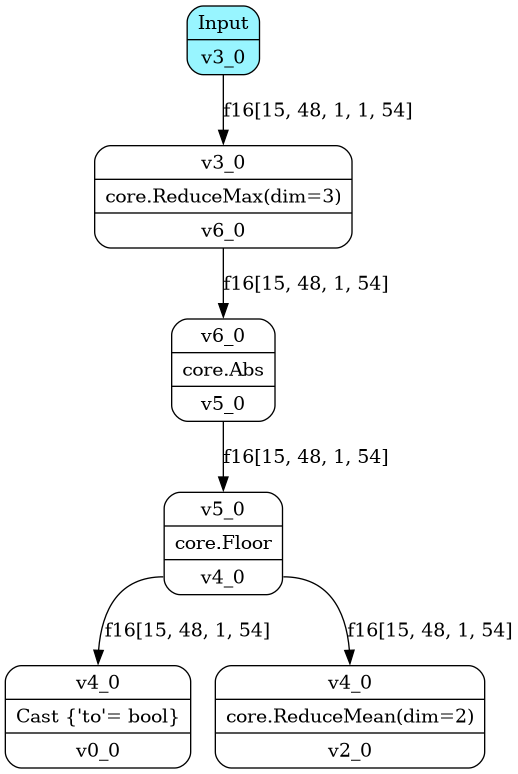 Input
v3_0
f16[15, 48, 1, 1, 54]
v3_0
core.ReduceMax(dim=3)
v6_0
f16[15, 48, 1, 54]
v6_0
core.Abs
v5_0
f16[15, 48, 1, 54]
v5_0
core.Floor
v4_0
f16[15, 48, 1, 54]
f16[15, 48, 1, 54]
v4_0
Cast {'to'= bool}
v0_0
v4_0
core.ReduceMean(dim=2)
v2_0